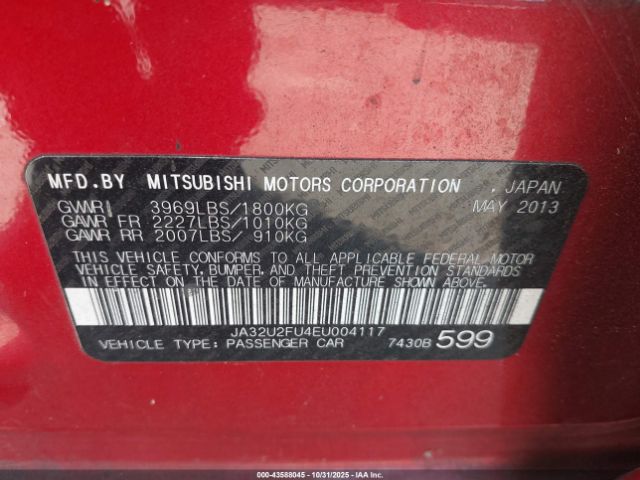 MFD.BY MITSUBISHI MOTORS CORPORATION , JAPAN
GVWR 3969LBS/1800KG MAY 2013
GAWR FR 2227LBS/1010KG
GAWR RR 2007LBS/ 910KG
THIS VEHICLE CONFORMS TO ALL APPLICABLE FEDERAL MOTOR
VEHICLE SAFETY, BUMPER, AND THEFT PREVENTION STANDARDS
IN EFFECT ON THE DATE OF MANUFACTURE SHOWN ABOVE.
JA32U2FU4EU004117
VEHICLE TYPE: PASSENGER CAR 7430B 599
000-43588045 - 10/31/2025 - IAAI.COM